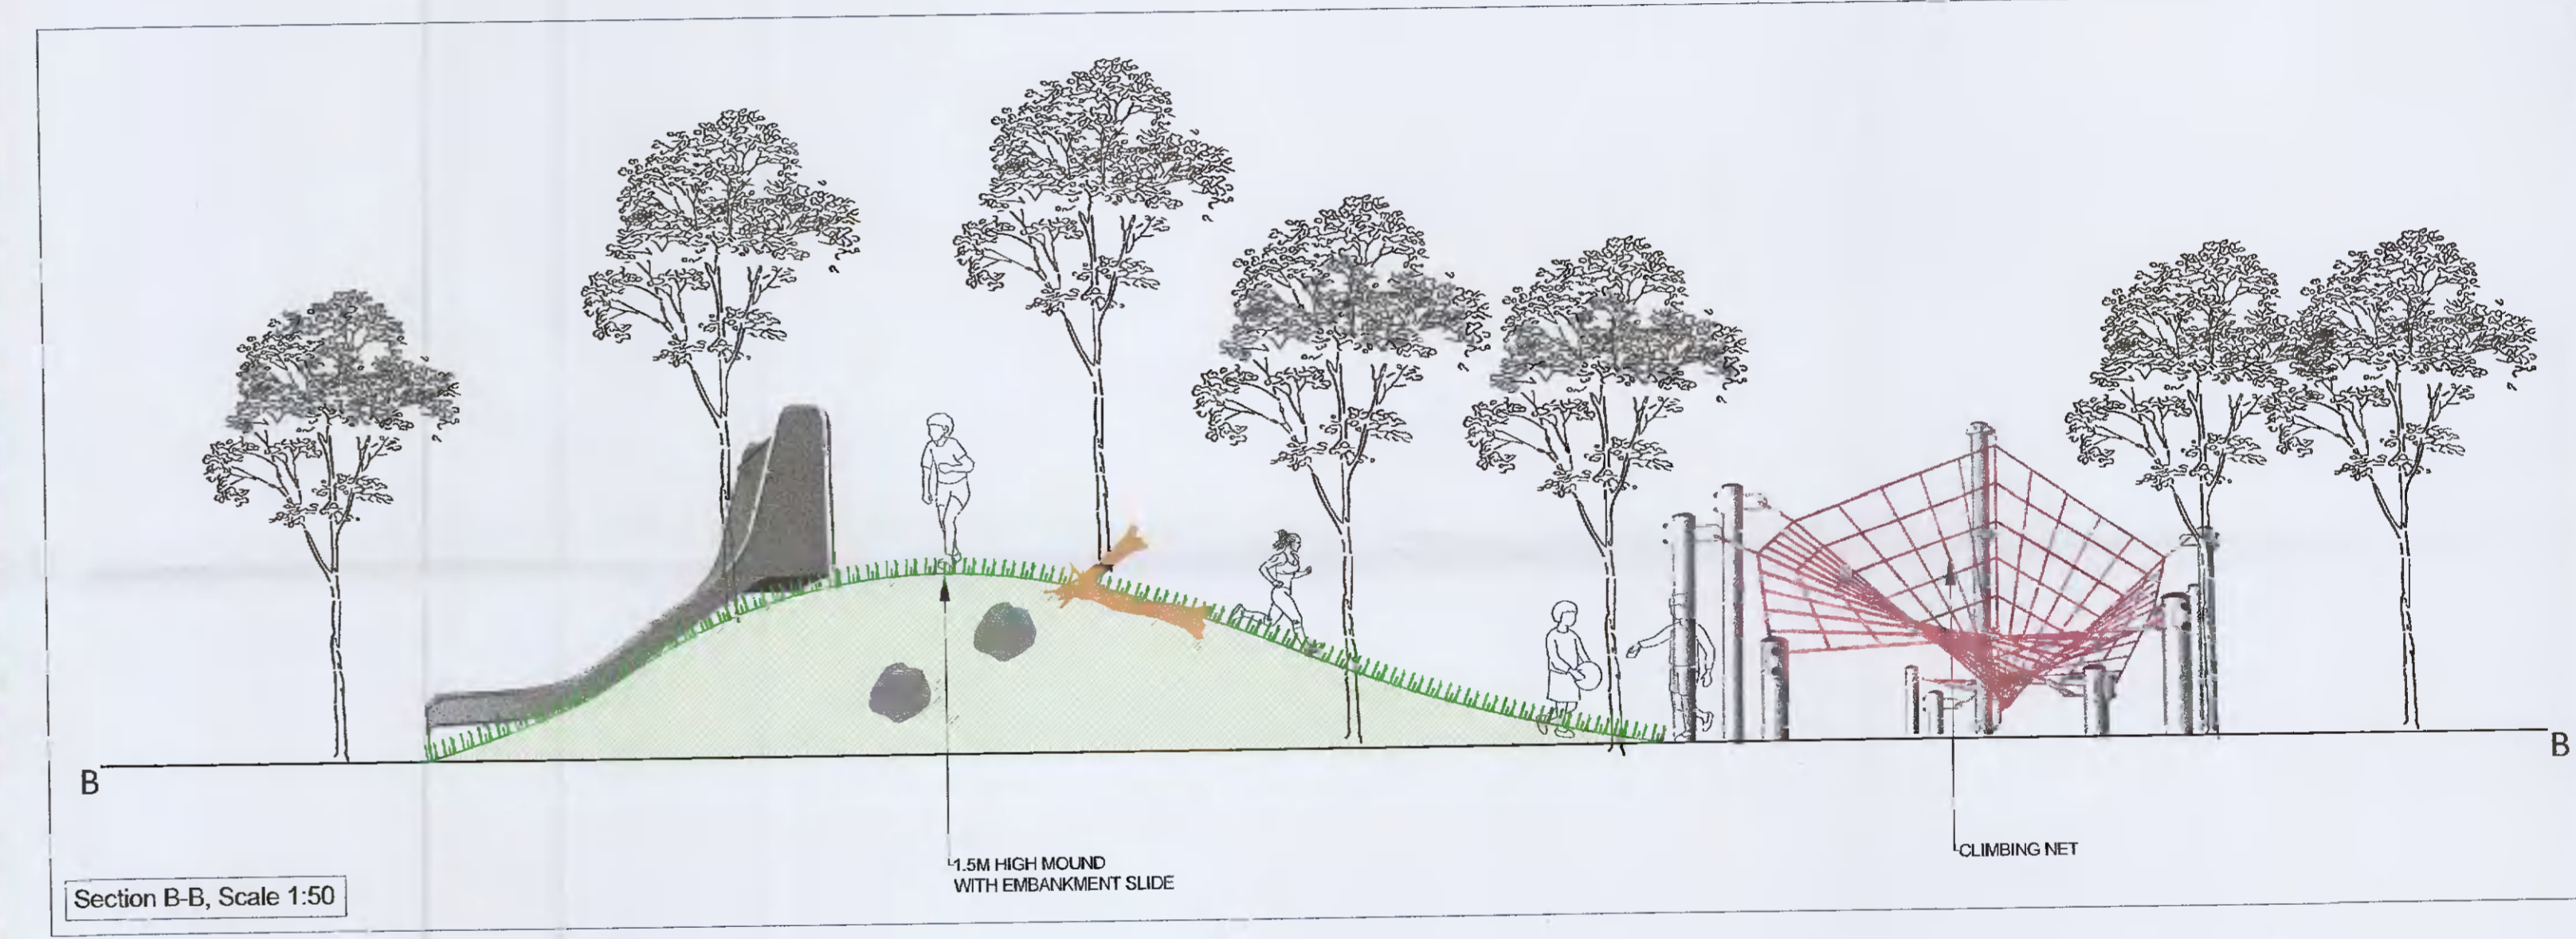 B
B
1.5M HIGH MOUND
WITH EMBANKMENT SLIDE
CLIMBING NET
Section B-B, Scale 1:50